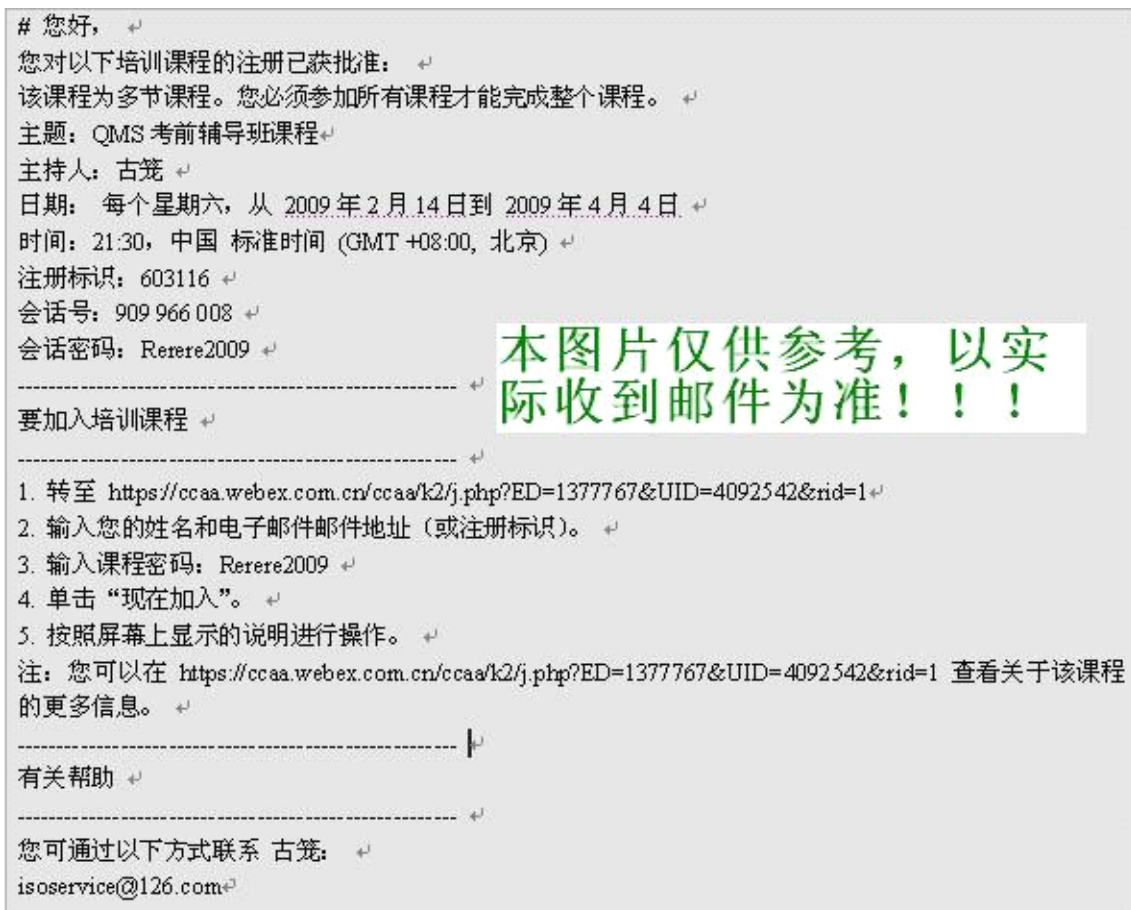 # 您好，
您对以下培训课程的注册已获批准：
该课程为多节课程。您必须参加所有课程才能完成整个课程。
主题：QMS 考前辅导班课程
主持人：古笼
日期： 每个星期六，从 2009 年 2 月 14 日到 2009 年 4 月 4 日
时间：21:30，中国 标准时间 (GMT +08:00, 北京)
注册标识：603116
会话号：909 966 008
会话密码：Rerere2009
本图片仅供参考，以实
际收到邮件为准！！！
-------------------------------------------------------
要加入培训课程
-------------------------------------------------------
1. 转至 https://ccaa.webex.com.cn/ccaa/k2/j.php?ED=1377767&UID=4092542&rid=1
2. 输入您的姓名和电子邮件邮件地址（或注册标识）。
3. 输入课程密码：Rerere2009
4. 单击“现在加入”。
5. 按照屏幕上显示的说明进行操作。
注：您可以在 https://ccaa.webex.com.cn/ccaa/k2/j.php?ED=1377767&UID=4092542&rid=1 查看关于该课程
的更多信息。
-------------------------------------------------------
有关帮助
-------------------------------------------------------
您可通过以下方式联系 古笼：
isoservice@126.com